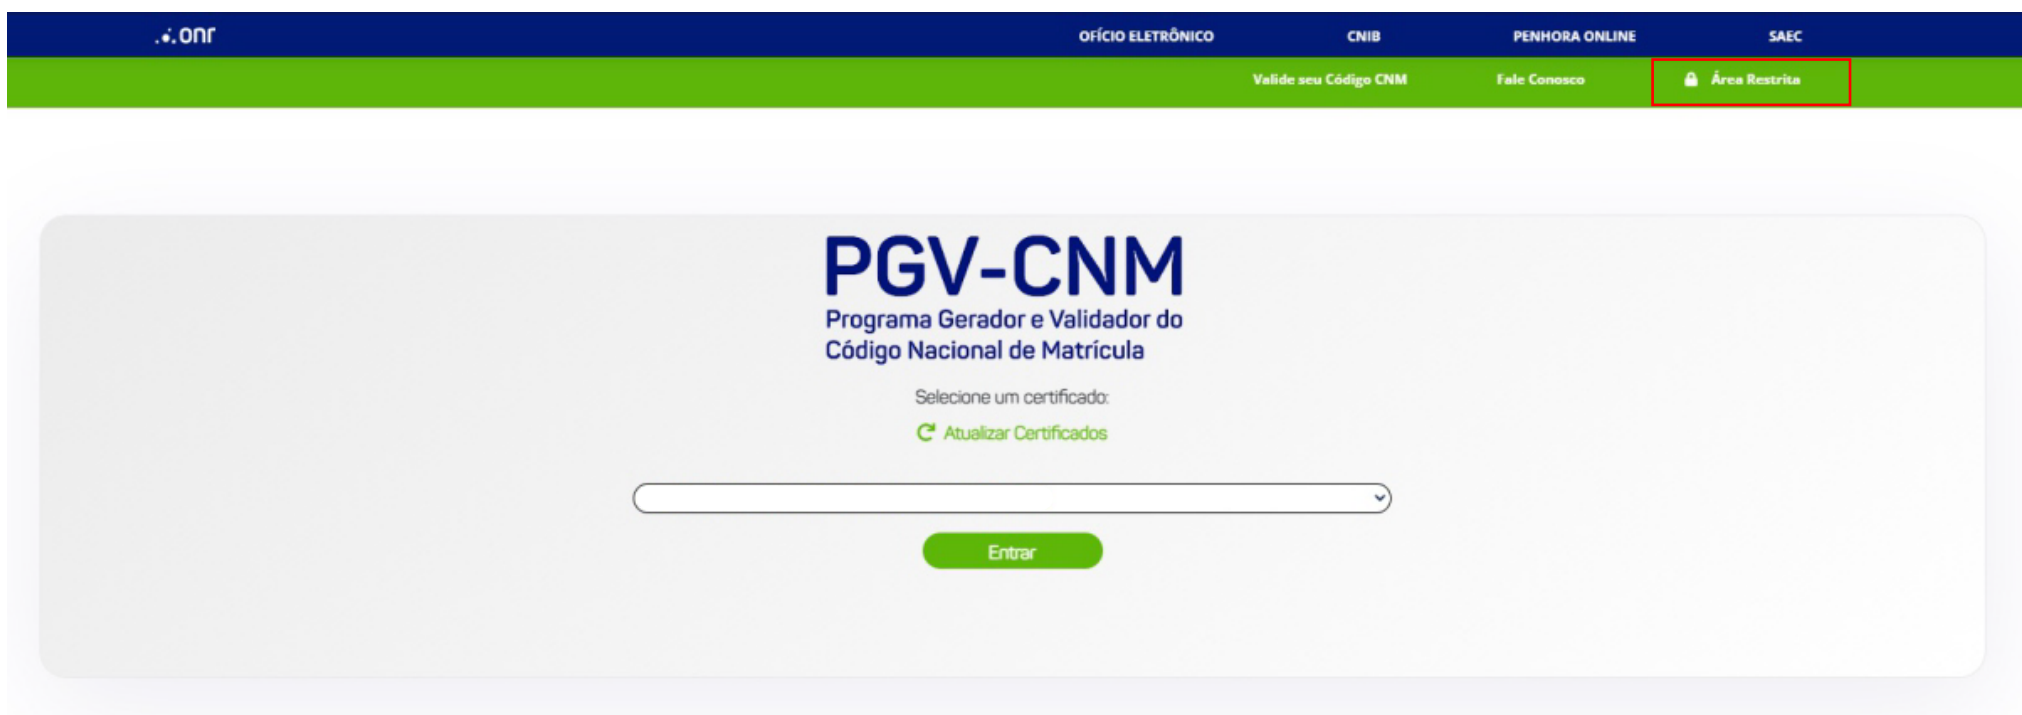 onr
OFÍCIO ELETRÔNICO CNIB PENHORA ONLINE SAEC
Valide seu Código CNM Fale Conosco Área Restrita
PGV-CNM
Programa Gerador e Validador do
Código Nacional de Matrícula
Selecione um certificado:
Atualizar Certificados
Entrar